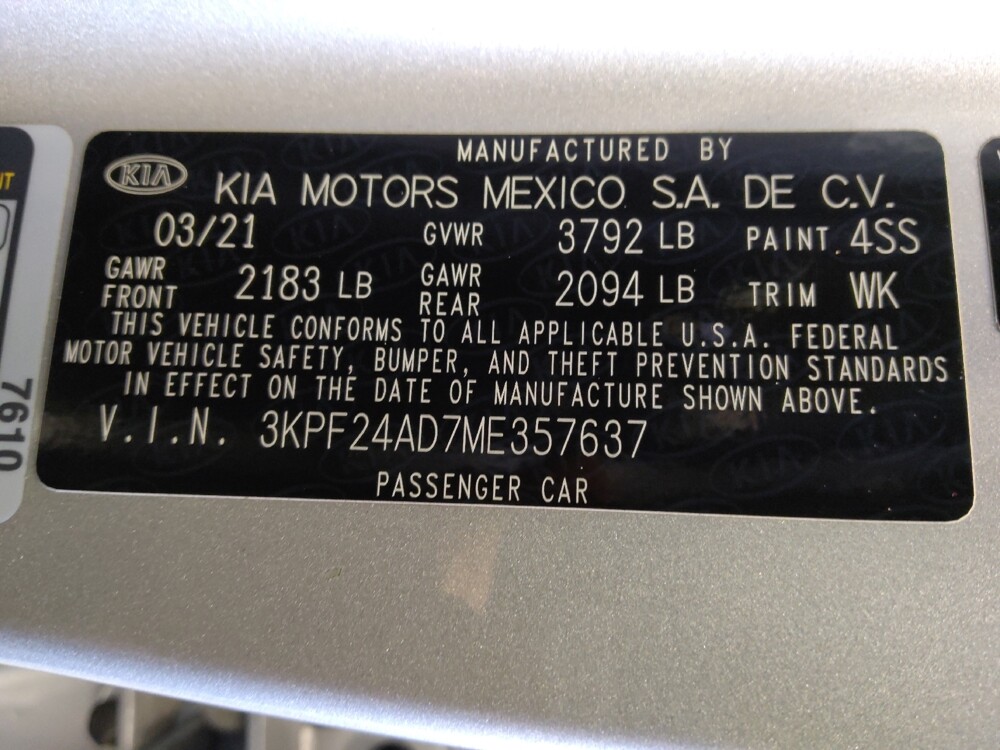 MANUFACTURED BY
KIA KIA MOTORS MEXICO S.A. DE C.V.
03/21 GVWR 3792 LB PAINT 4SS
GAWR FRONT 2183 LB GAWR REAR 2094 LB TRIM WK
THIS VEHICLE CONFORMS TO ALL APPLICABLE U.S.A. FEDERAL
MOTOR VEHICLE SAFETY, BUMPER, AND THEFT PREVENTION STANDARDS
IN EFFECT ON THE DATE OF MANUFACTURE SHOWN ABOVE.
V.I.N. 3KPF24AD7ME357637
PASSENGER CAR
7610